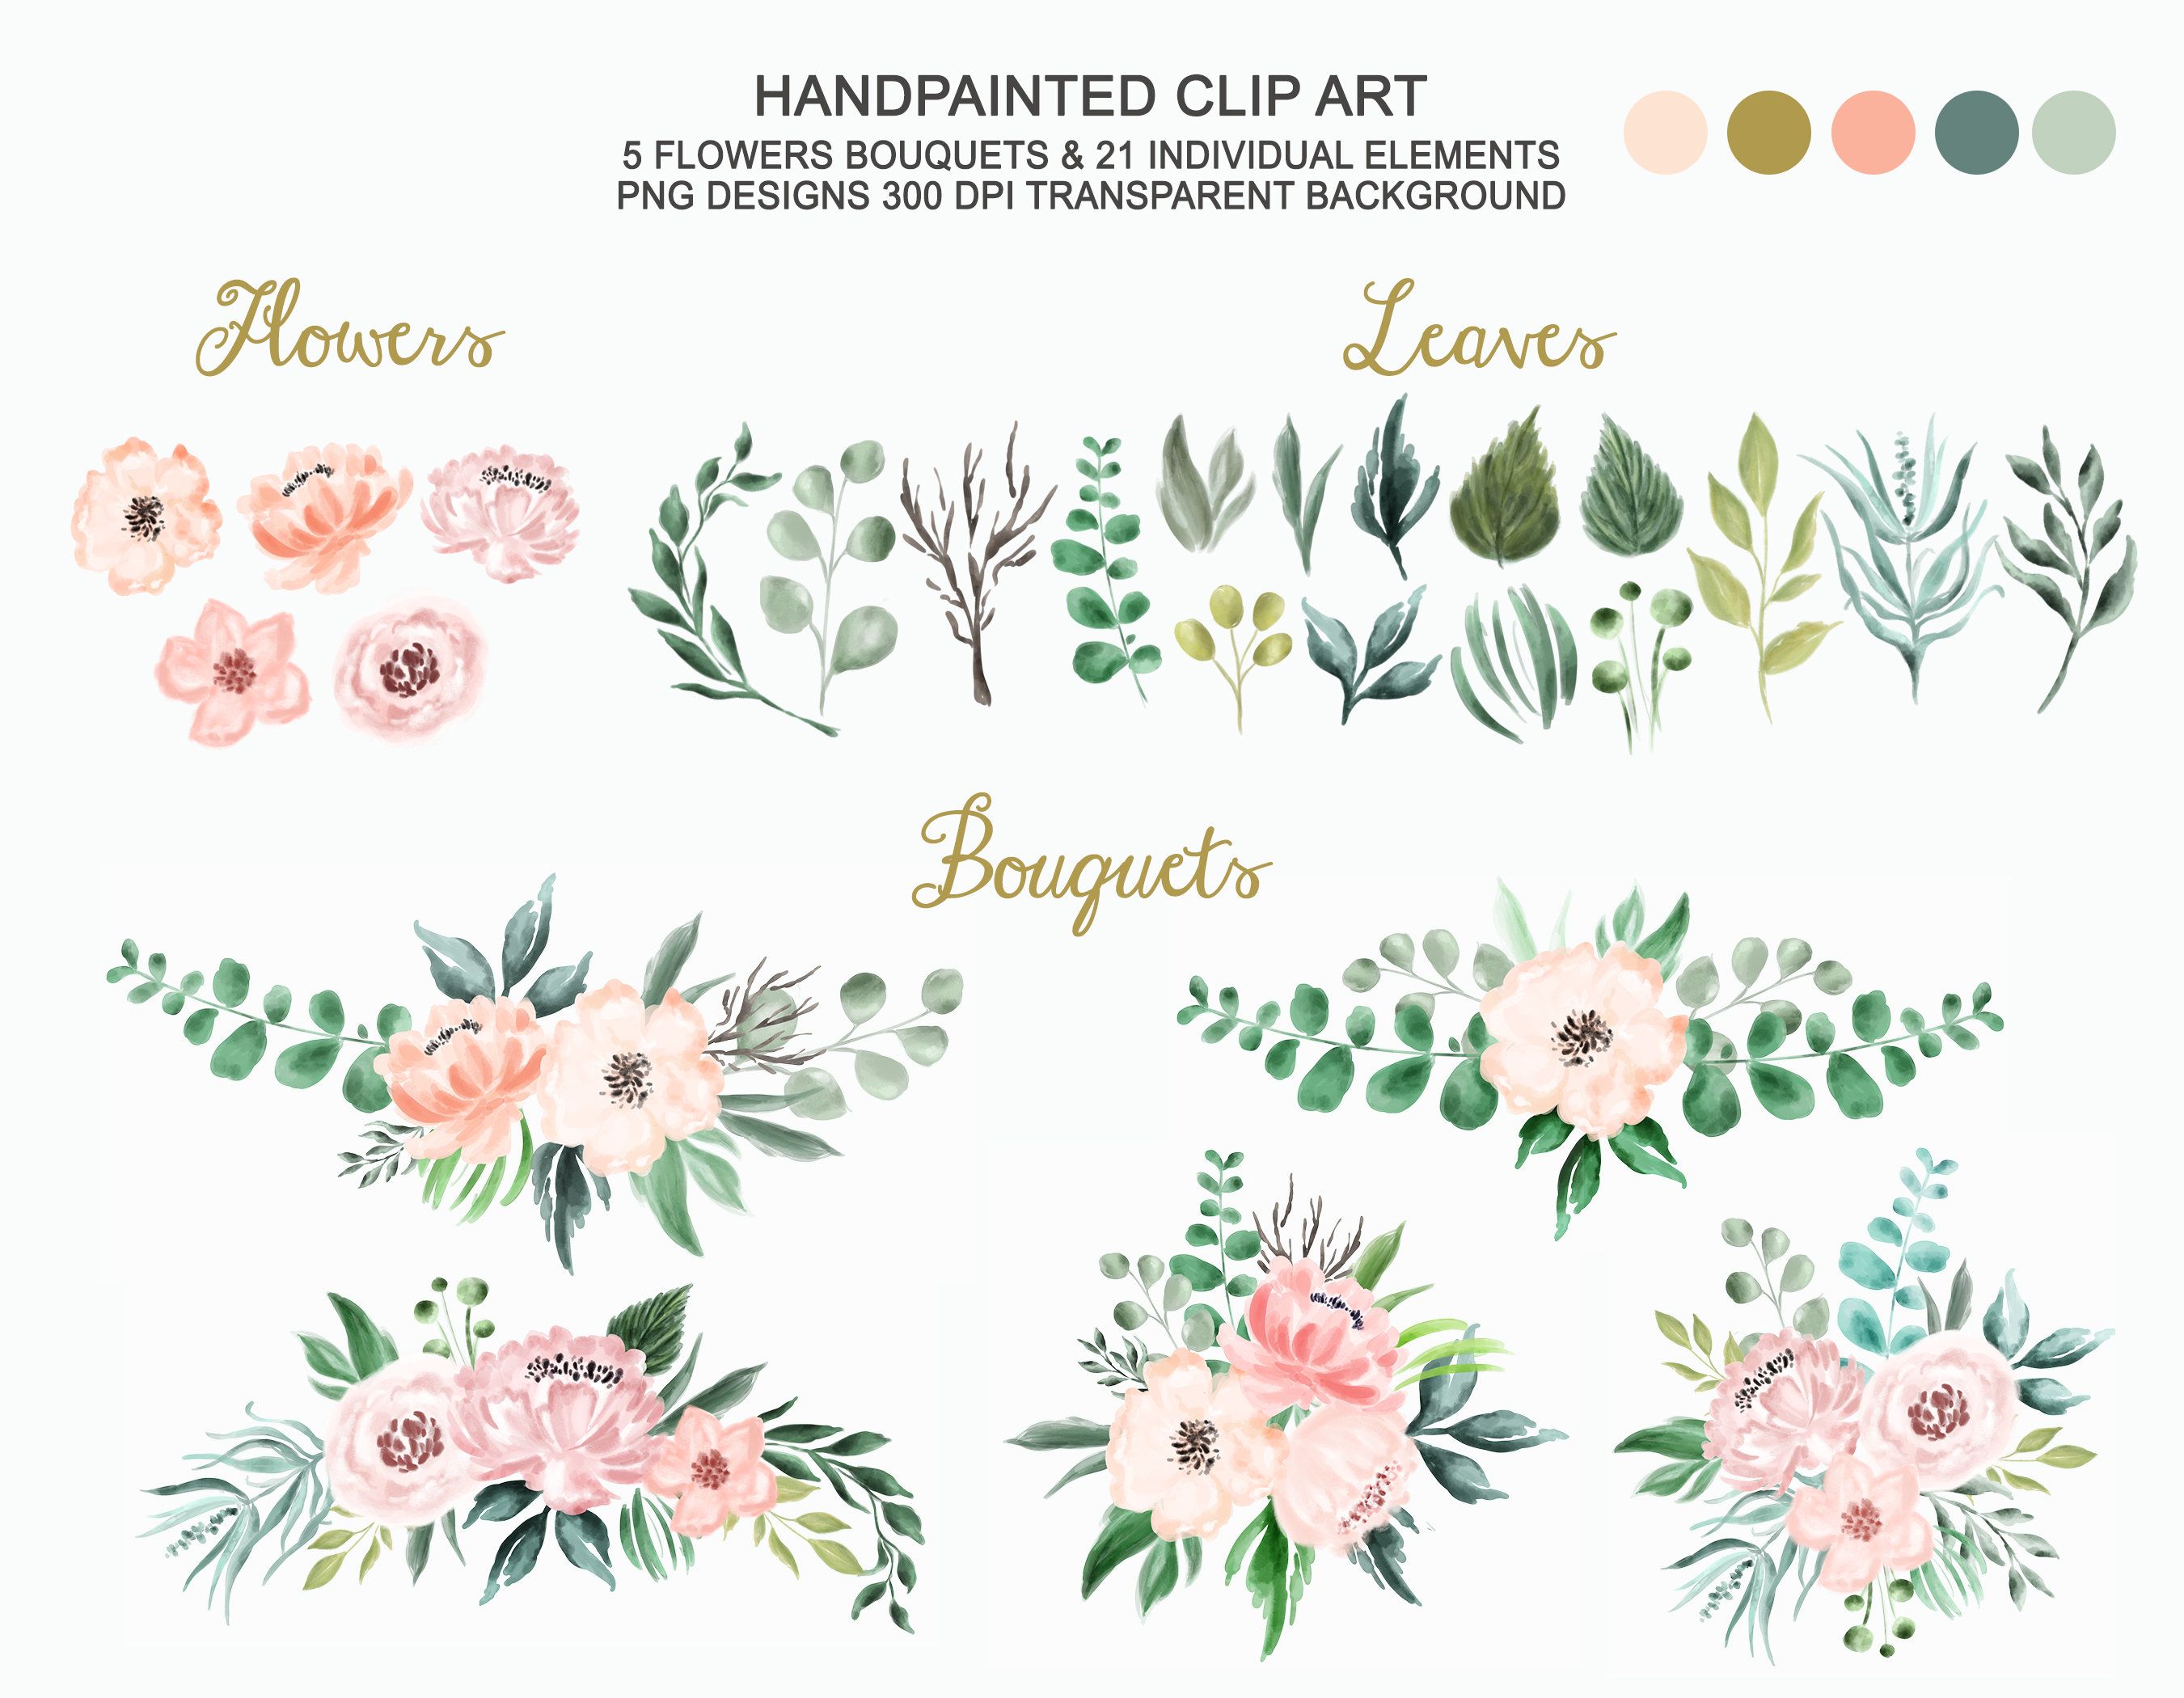 HANDPAINTED CLIP ART
5 FLOWERS BOUQUETS & 21 INDIVIDUAL ELEMENTS
PNG DESIGNS 300 DPI TRANSPARENT BACKGROUND
Flowers
Leaves
Bouquets